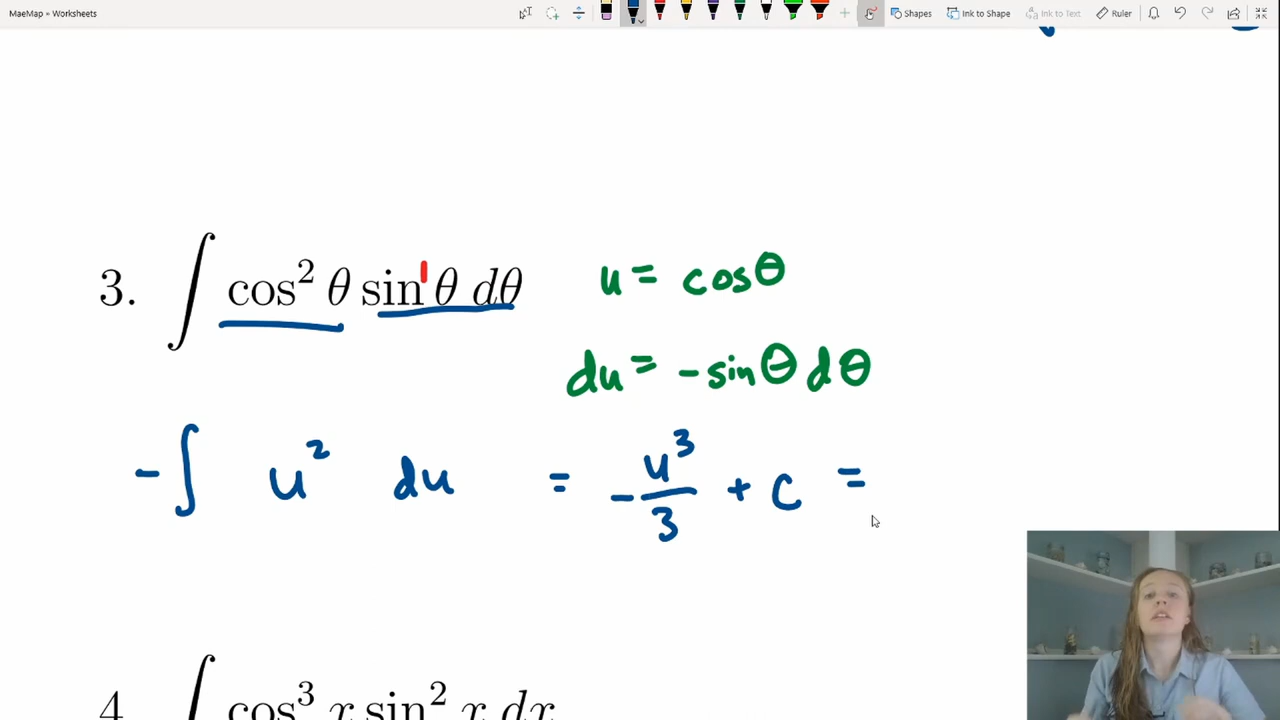 MaeMap » Worksheets
Shapes Ink to Shape Ink to Text Ruler
3. ∫ cos² θ sin¹ θ dθ
u = cosθ
du = -sinθ dθ
-∫ u² du = -u³/3 + c =
4 ∫ cos³ x sin² x dx